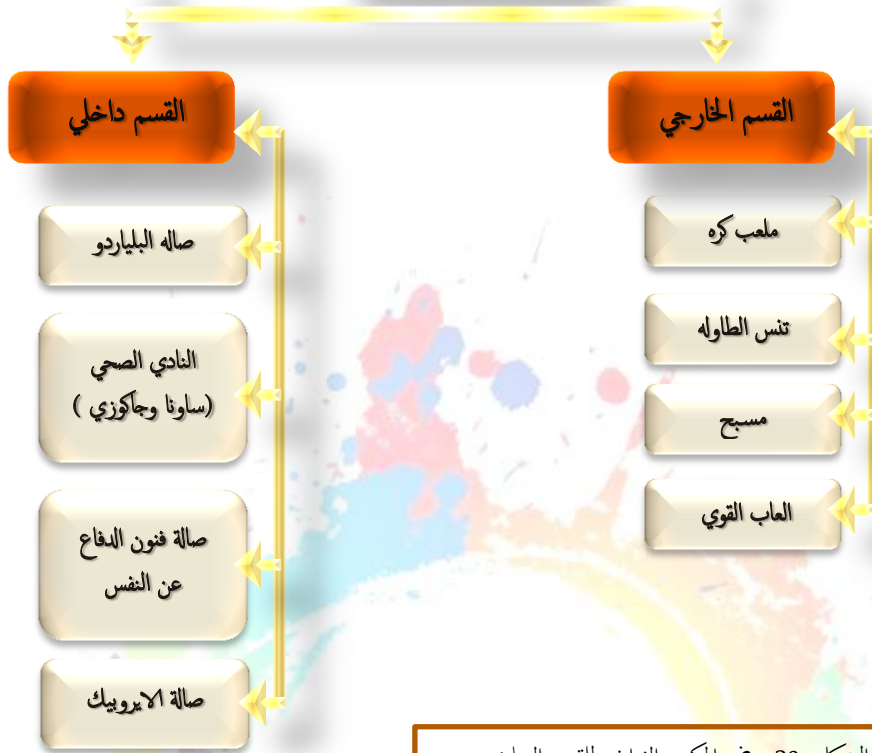 القسم الخارجي
ملعب كره
تنس الطاوله
مسبح
العاب القوي
القسم داخلي
صاله البلياردو
النادي الصحي
(ساونا وجاكوزي )
صالة فنون الدفاع
عن النفس
صالة الايروبيك